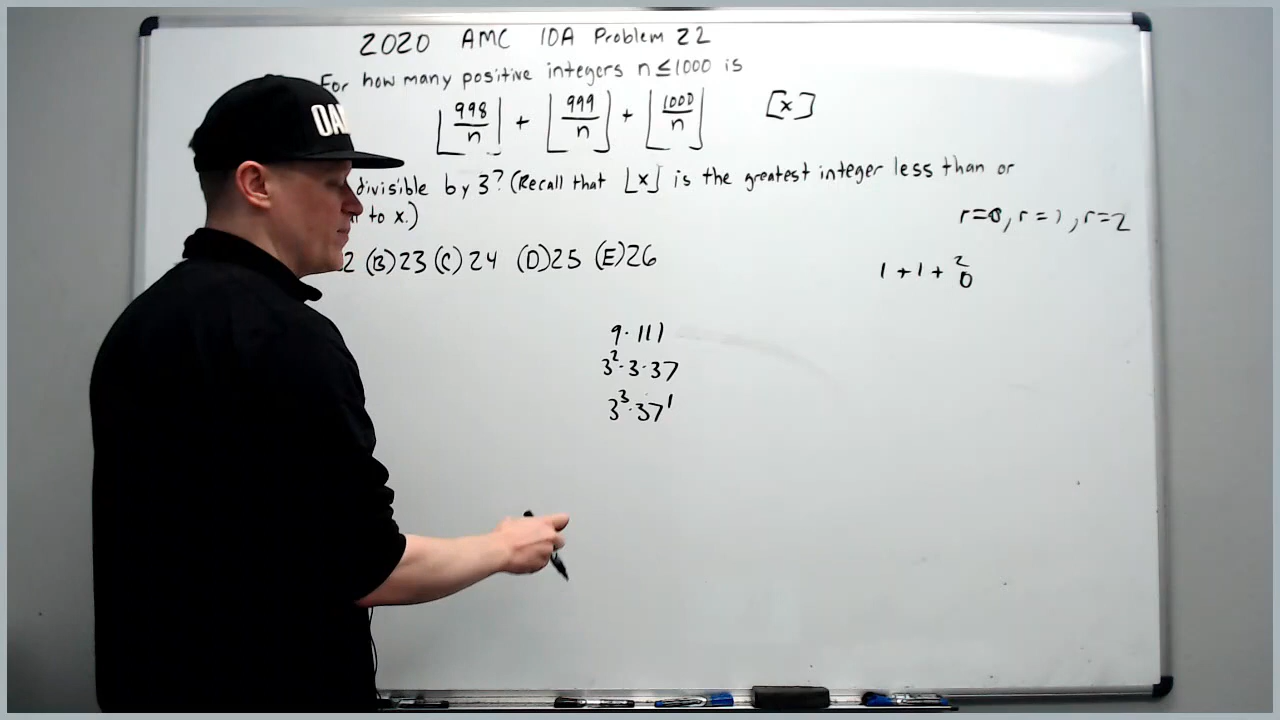 2020 AMC 10A Problem 22
For how many positive integers n≤1000 is
⌊998/n⌋ + ⌊999/n⌋ + ⌊1000/n⌋ [x]
OA
divisible by 3? (Recall that ⌊x⌋ is the greatest integer less than or
to x.)
r=0, r=1, r=2
2 (B) 23 (C) 24 (D) 25 (E) 26
1+1+ 2 0
9·111
3²·3·37
3³·37¹